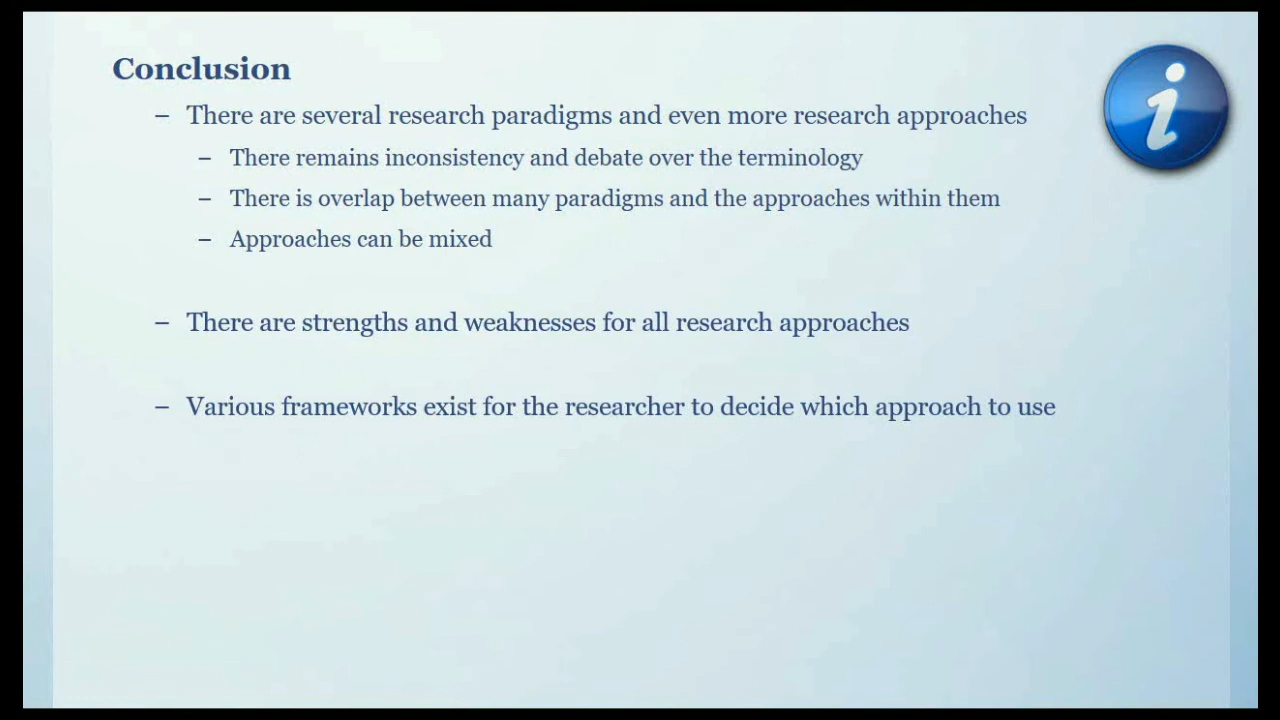 Conclusion
– There are several research paradigms and even more research approaches
– There remains inconsistency and debate over the terminology
– There is overlap between many paradigms and the approaches within them
– Approaches can be mixed
– There are strengths and weaknesses for all research approaches
– Various frameworks exist for the researcher to decide which approach to use